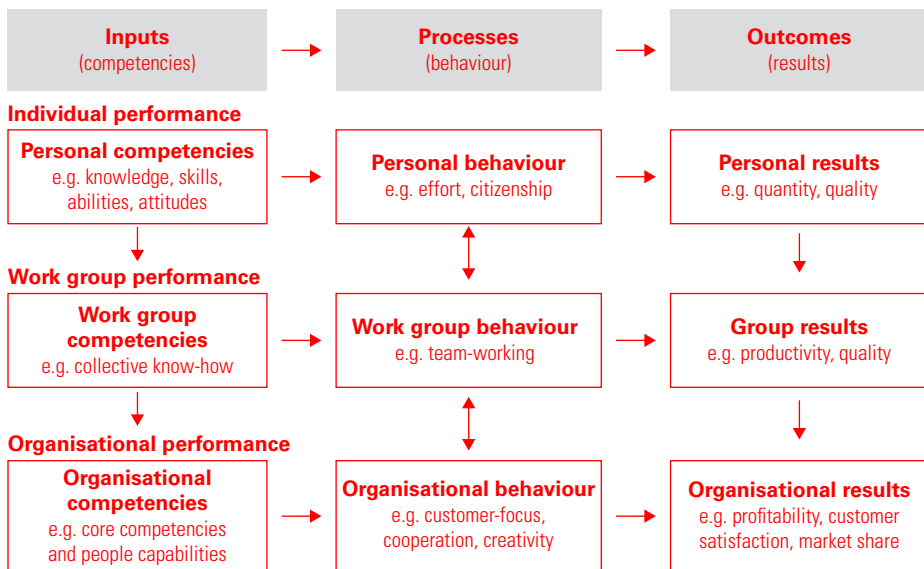 Inputs
(competencies)
Processes
(behaviour)
Outcomes
(results)
Individual performance
Personal competencies
e.g. knowledge, skills,
abilities, attitudes
Personal behaviour
e.g. effort, citizenship
Personal results
e.g. quantity, quality
Work group performance
Work group
competencies
e.g. collective know-how
Work group behaviour
e.g. team-working
Group results
e.g. productivity, quality
Organisational performance
Organisational
competencies
e.g. core competencies
and people capabilities
Organisational behaviour
e.g. customer-focus,
cooperation, creativity
Organisational results
e.g. profitability, customer
satisfaction, market share